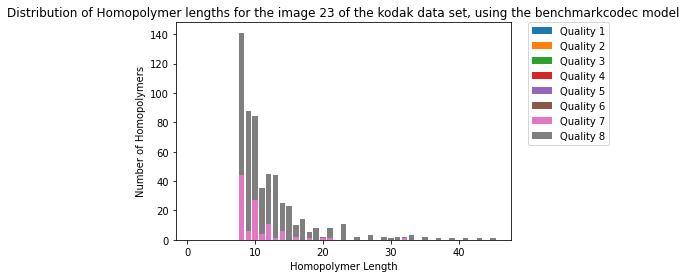 Distribution of Homopolymer lengths for the image 23 of the kodak data set, using the benchmarkcodec model
140
120
100
80
60
40
20
0
Number of Homopolymers
0 10 20 30 40
Homopolymer Length
Quality 1
Quality 2
Quality 3
Quality 4
Quality 5
Quality 6
Quality 7
Quality 8